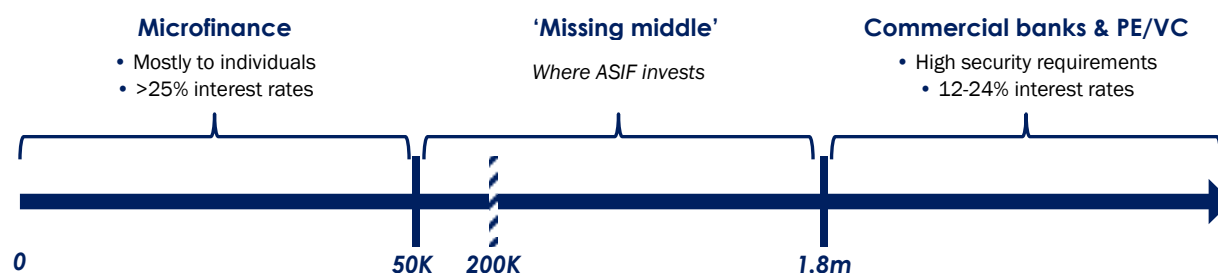 Microfinance
• Mostly to individuals
• >25% interest rates
‘Missing middle’
Where ASIF invests
Commercial banks & PE/VC
• High security requirements
• 12-24% interest rates
0
50K
200K
1.8m